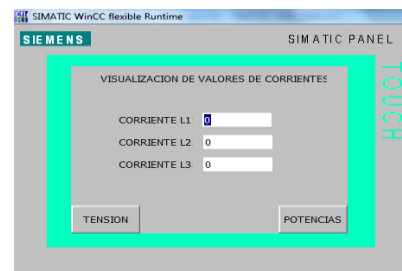 SIMATIC WinCC flexible Runtime
SIEMENS
SIMATIC PANEL
TOUCH
VISUALIZACION DE VALORES DE CORRIENTES
CORRIENTE L1: 0
CORRIENTE L2: 0
CORRIENTE L3: 0
TENSION
POTENCIAS